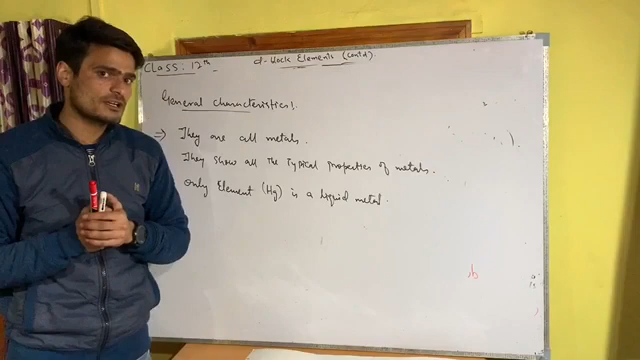 Class: 12th.
d-block Elements (contd)
General characteristics!
⇒ They are all metals.
They show all the typical properties of metals.
Only Element (Hg) is a liquid metal.
b